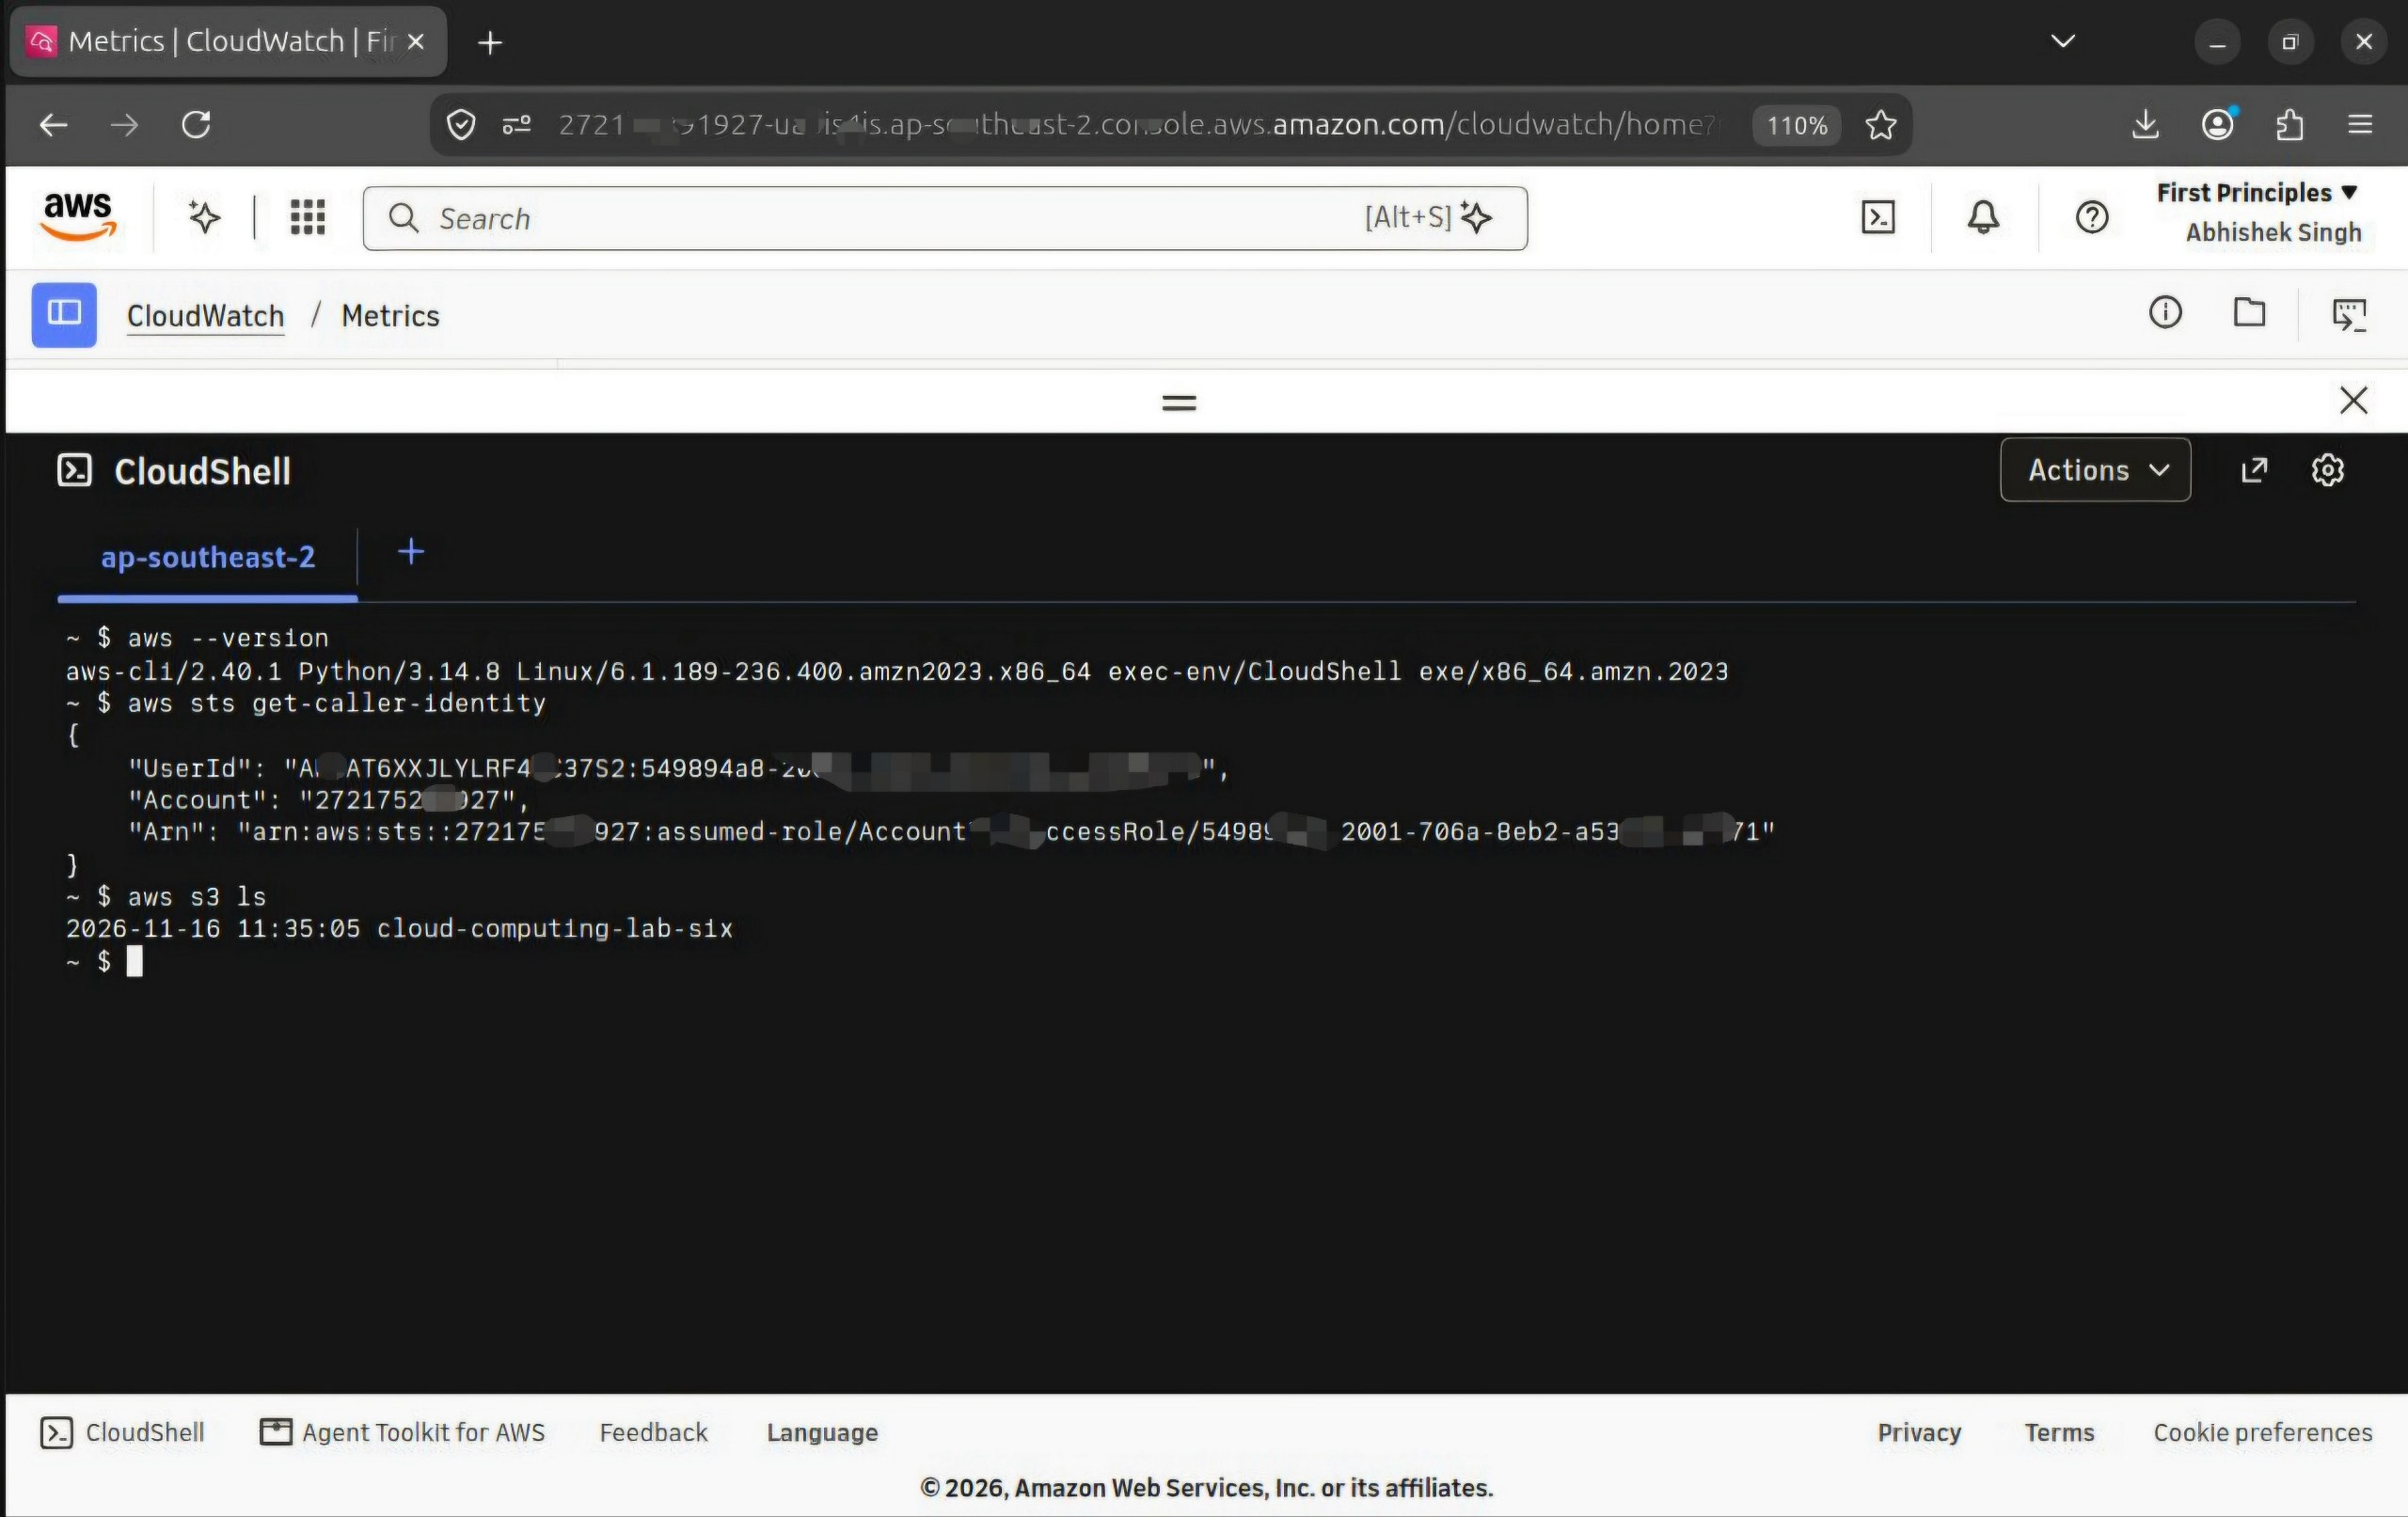 Metrics | CloudWatch | Fir
amazon.com/cloudwatch/home?
110%
aws
Search
[Alt+S]
First Principles
Abhishek Singh
CloudWatch / Metrics
CloudShell
Actions
ap-southeast-2
+
~ $ aws --version
aws-cli/2.40.1 Python/3.14.8 Linux/6.1.189-236.400.amzn2023.x86_64 exec-env/CloudShell exe/x86_64.amzn.2023
~ $ aws sts get-caller-identity
{
"UserId":
"Account":
"Arn":
}
~ $ aws s3 ls
2026-11-16 11:35:05 cloud-computing-lab-six
~ $
CloudShell
Agent Toolkit for AWS
Feedback
Language
Privacy
Terms
Cookie preferences
© 2026, Amazon Web Services, Inc. or its affiliates.